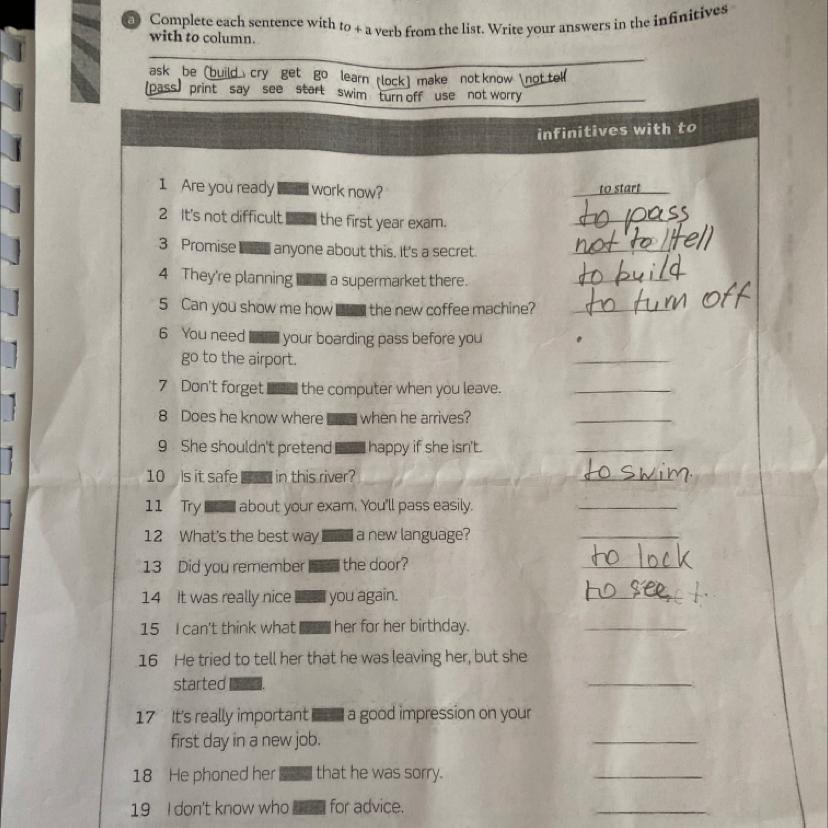 a Complete each sentence with to + a verb from the list. Write your answers in the infinitives
with to column.
ask be build cry get go learn lock make not know not tell
pass print say see start swim turn off use not worry
infinitives with to
1 Are you ready work now? to start
2 It's not difficult the first year exam. to pass
3 Promise anyone about this. It's a secret. not to tell
4 They're planning a supermarket there. to build
5 Can you show me how the new coffee machine? to turn off
6 You need your boarding pass before you
go to the airport.
7 Don't forget the computer when you leave.
8 Does he know where when he arrives?
9 She shouldn't pretend happy if she isn't.
10 Is it safe in this river? to swim.
11 Try about your exam. You'll pass easily.
12 What's the best way a new language?
13 Did you remember the door? to lock
14 It was really nice you again. to see
15 I can't think what her for her birthday.
16 He tried to tell her that he was leaving her, but she
started .
17 It's really important a good impression on your
first day in a new job.
18 He phoned her that he was sorry.
19 I don't know who for advice.